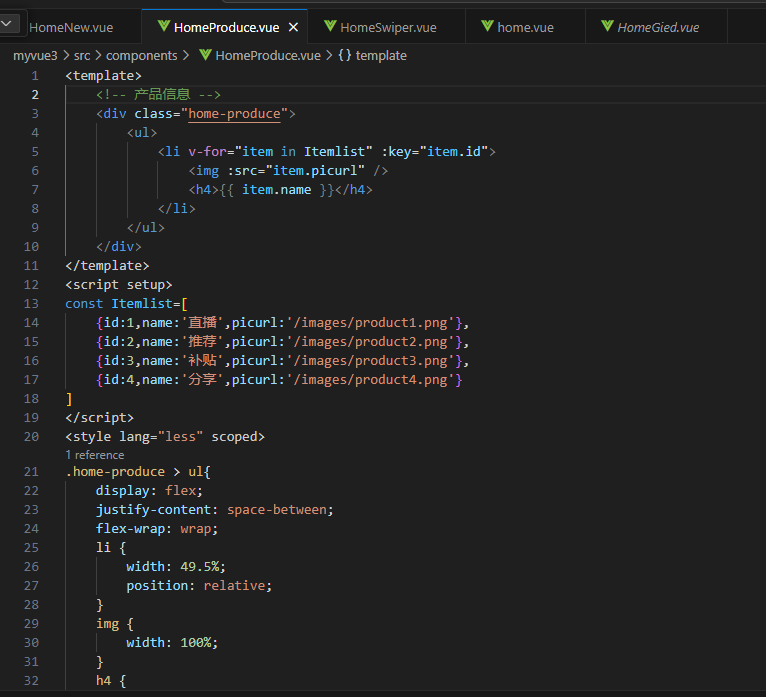 HomeNew.vue HomeProduce.vue HomeSwiper.vue home.vue HomeGied.vue
myvue3 > src > components > HomeProduce.vue > {} template
1 <template>
2 <!-- 产品信息 -->
3 <div class="home-produce">
4 <ul>
5 <li v-for="item in Itemlist" :key="item.id">
6 <img :src="item.picurl" />
7 <h4>{{ item.name }}</h4>
8 </li>
9 </ul>
10 </div>
11 </template>
12 <script setup>
13 const Itemlist=[
14 {id:1,name:'直播',picurl:'/images/product1.png'},
15 {id:2,name:'推荐',picurl:'/images/product2.png'},
16 {id:3,name:'补贴',picurl:'/images/product3.png'},
17 {id:4,name:'分享',picurl:'/images/product4.png'}
18 ]
19 </script>
20 <style lang="less" scoped>
1 reference
21 .home-produce > ul{
22 display: flex;
23 justify-content: space-between;
24 flex-wrap: wrap;
25 li {
26 width: 49.5%;
27 position: relative;
28 }
29 img {
30 width: 100%;
31 }
32 h4 {